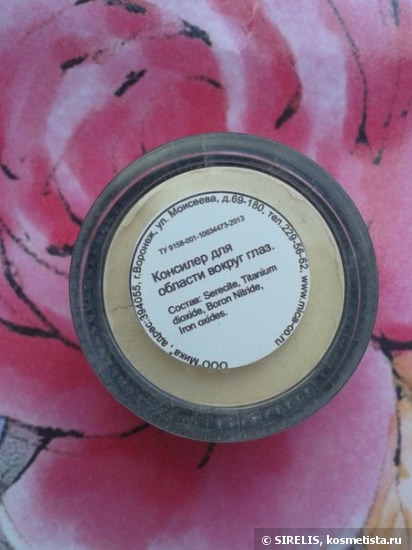 ООО "Мика", адрес:394055, г.Воронеж, ул. Моисеева, д.69-180, тел.229-56-62, www.mica-co.ru
ТУ 9158-001-10634473-2013
Консилер для
области вокруг глаз.
Состав: Serecite, Titanium
dioxide, Boron Nitride,
Iron oxides.
© SIRELIS, kosmetista.ru